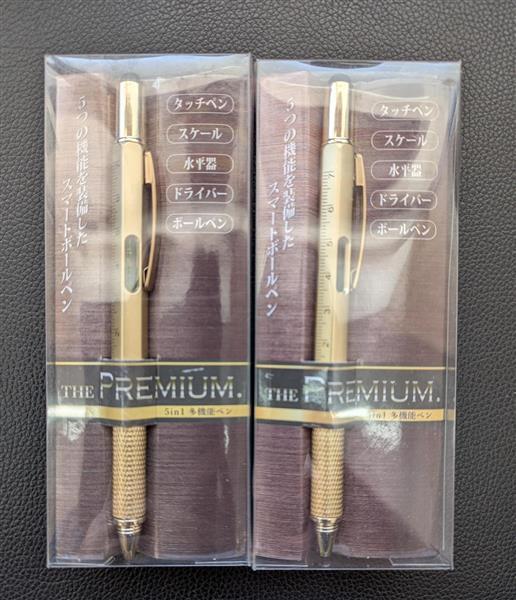 5つの機能を装備した
スマートボールペン
タッチペン
スケール
水平器
ドライバー
ボールペン
THE PREMIUM.
5in1 多機能ペン
5つの機能を装備した
スマートボールペン
タッチペン
スケール
水平器
ドライバー
ボールペン
THE PREMIUM.
5in1 多機能ペン